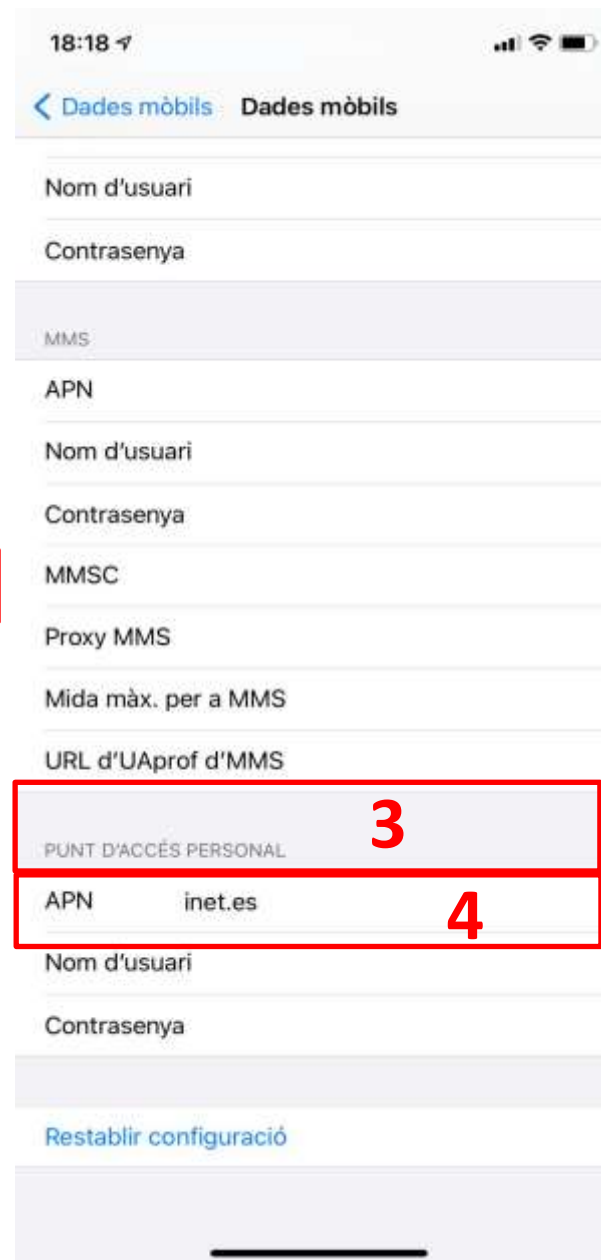 18:18
Dades mòbils Dades mòbils
Nom d'usuari
Contrasenya
MMS
APN
Nom d'usuari
Contrasenya
MMSC
Proxy MMS
Mida màx. per a MMS
URL d'UAprof d'MMS
3
PUNT D'ACCÉS PERSONAL
APN inet.es 4
Nom d'usuari
Contrasenya
Restablir configuració